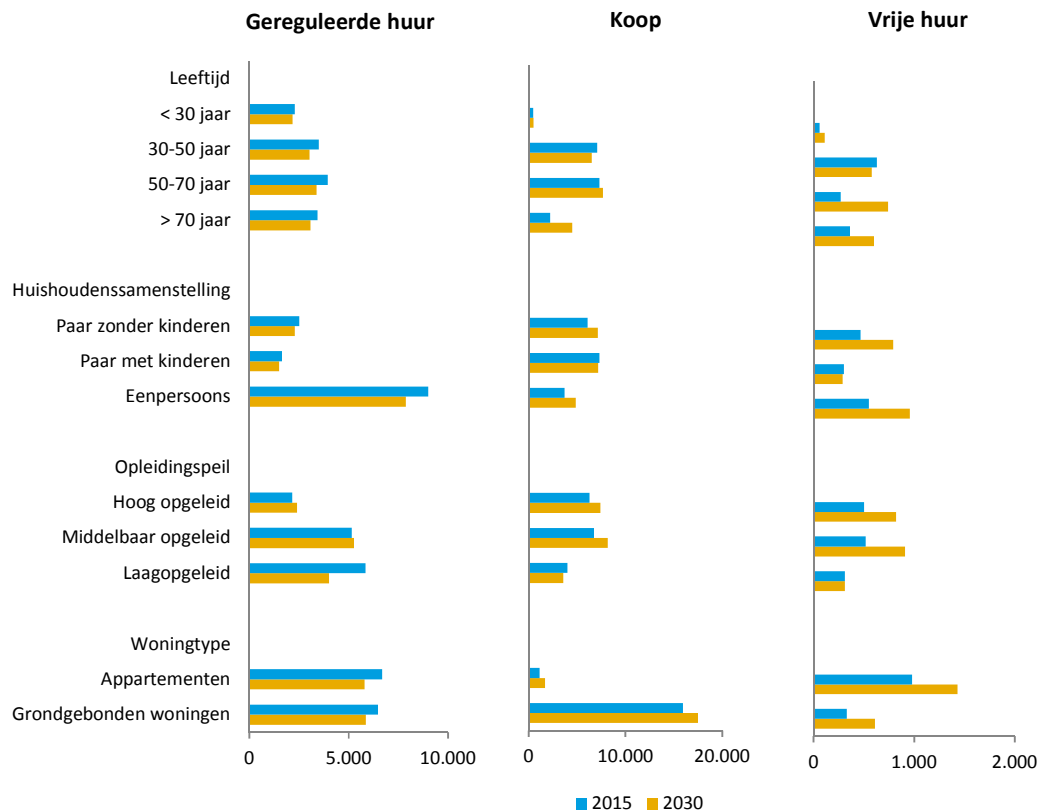 Gereguleerde huur Koop Vrije huur
Leeftijd
< 30 jaar
30-50 jaar
50-70 jaar
> 70 jaar
Huishoudenssamenstelling
Paar zonder kinderen
Paar met kinderen
Eenpersoons
Opleidingspeil
Hoog opgeleid
Middelbaar opgeleid
Laagopgeleid
Woningtype
Appartementen
Grondgebonden woningen
0 5.000 10.000 0 10.000 20.000 0 1.000 2.000
2015 2030